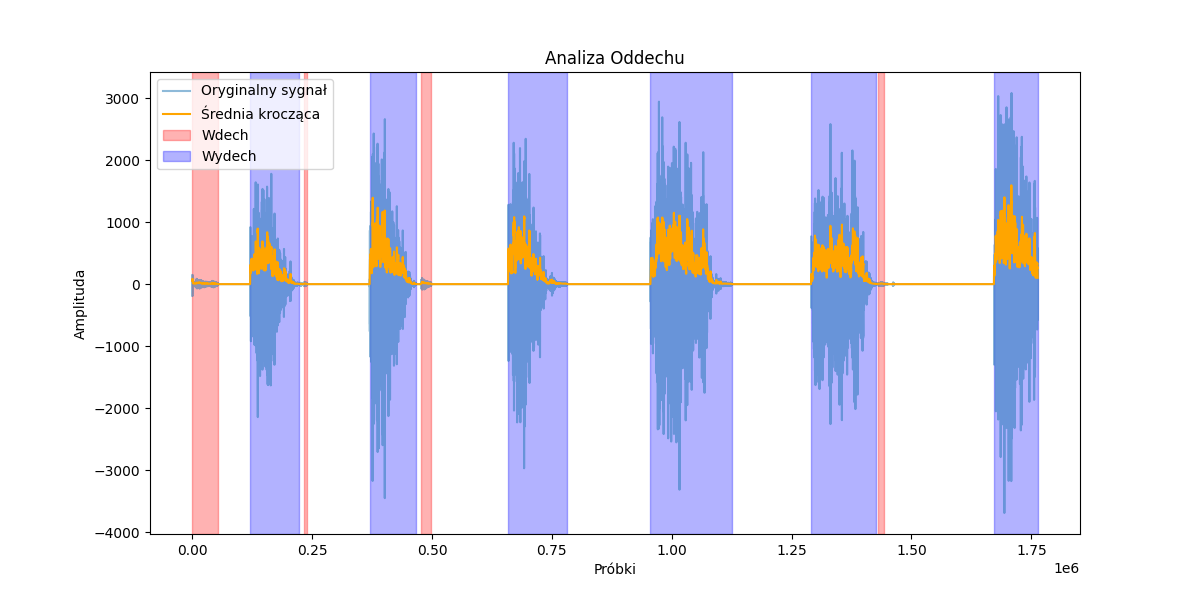 Analiza Oddechu
Oryginalny sygnał
Średnia krocząca
Wdech
Wydech
Amplituda
3000
2000
1000
0
−1000
−2000
−3000
−4000
0.00 0.25 0.50 0.75 1.00 1.25 1.50 1.75
1e6
Próbki